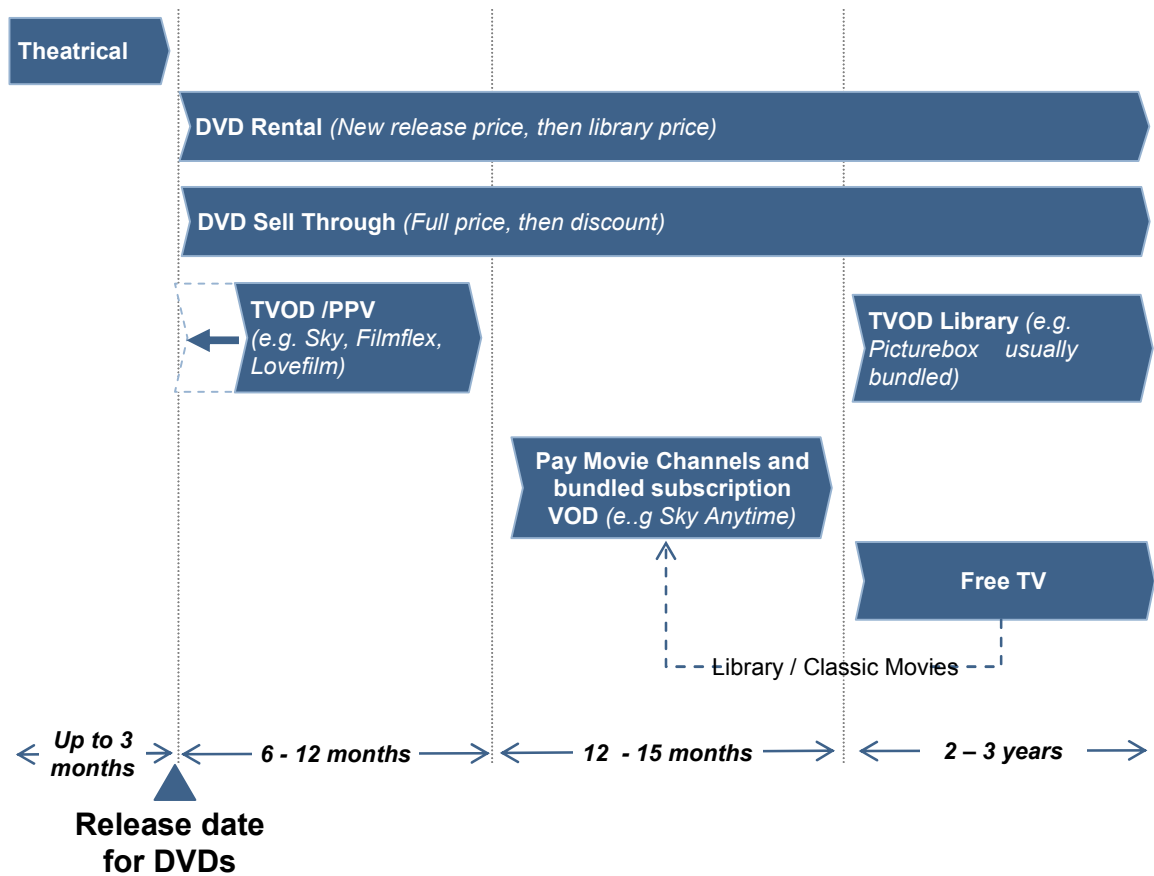 Theatrical
DVD Rental (New release price, then library price)
DVD Sell Through (Full price, then discount)
TVOD /PPV
(e.g. Sky, Filmflex,
Lovefilm)
TVOD Library (e.g.
Picturebox usually
bundled)
Pay Movie Channels and
bundled subscription
VOD (e..g Sky Anytime)
Free TV
Library / Classic Movies
Up to 3
months
6 - 12 months
12 - 15 months
2 – 3 years
Release date
for DVDs